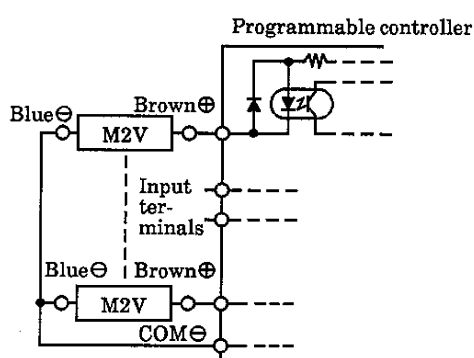 Programmable controller
Blue⊖
Brown⊕
M2V
Input
ter-
minals
Blue⊖
Brown⊕
M2V
COM⊖